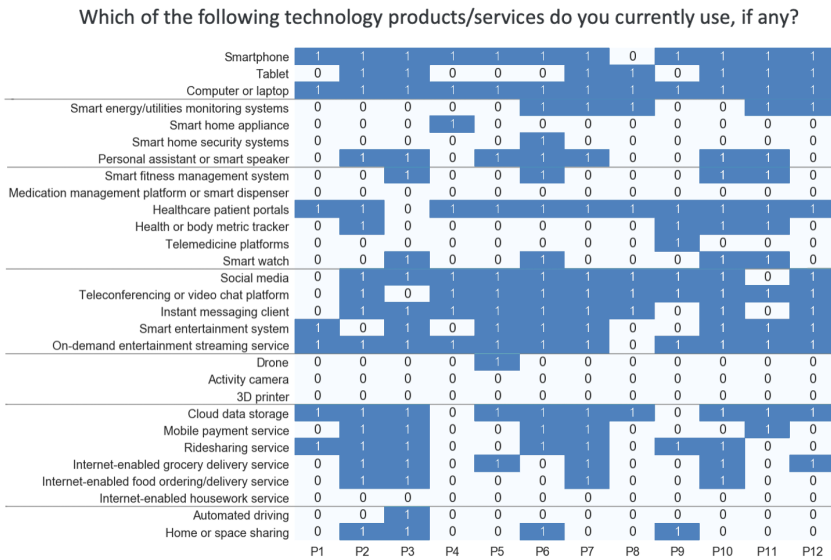 Which of the following technology products/services do you currently use, if any?
Smartphone 1 1 1 1 1 1 1 0 1 1 1 1
Tablet 0 1 1 0 0 0 1 1 0 1 1 1
Computer or laptop 1 1 1 1 1 1 1 1 1 1 1 1
Smart energy/utilities monitoring systems 0 0 0 0 0 1 1 1 0 0 1 1
Smart home appliance 0 0 0 1 0 0 0 0 0 0 0 0
Smart home security systems 0 0 0 0 0 1 0 0 0 0 0 0
Personal assistant or smart speaker 0 1 1 0 1 1 1 0 0 1 1 0
Smart fitness management system 0 0 1 0 0 1 0 0 0 1 1 0
Medication management platform or smart dispenser 0 0 0 0 0 0 0 0 0 0 0 0
Healthcare patient portals 1 1 0 1 1 1 1 1 1 1 1 1
Health or body metric tracker 0 1 0 0 0 0 0 0 1 1 1 0
Telemedicine platforms 0 0 0 0 0 0 0 0 1 0 0 0
Smart watch 0 0 1 0 0 1 0 0 0 1 1 0
Social media 0 1 1 1 1 1 1 1 1 1 0 1
Teleconferencing or video chat platform 0 1 0 1 1 1 1 1 1 1 1 1
Instant messaging client 0 1 1 1 1 1 1 1 0 1 0 1
Smart entertainment system 1 0 1 0 1 1 1 0 0 1 1 1
On-demand entertainment streaming service 1 1 1 1 1 1 1 0 1 1 1 1
Drone 0 0 0 0 1 0 0 0 0 0 0 0
Activity camera 0 0 0 0 0 0 0 0 0 0 0 0
3D printer 0 0 0 0 0 0 0 0 0 0 0 0
Cloud data storage 1 1 1 0 1 1 1 1 0 1 1 1
Mobile payment service 0 1 1 0 0 1 1 0 0 0 1 0
Ridesharing service 1 1 1 0 0 1 1 0 1 1 0 0
Internet-enabled grocery delivery service 0 1 1 0 1 0 1 0 0 1 0 1
Internet-enabled food ordering/delivery service 0 1 1 0 0 0 1 0 0 1 0 0
Internet-enabled housework service 0 0 0 0 0 0 0 0 0 0 0 0
Automated driving 0 0 1 0 0 0 0 0 0 0 0 0
Home or space sharing 0 1 1 0 0 1 0 0 1 0 0 0
P1 P2 P3 P4 P5 P6 P7 P8 P9 P10 P11 P12